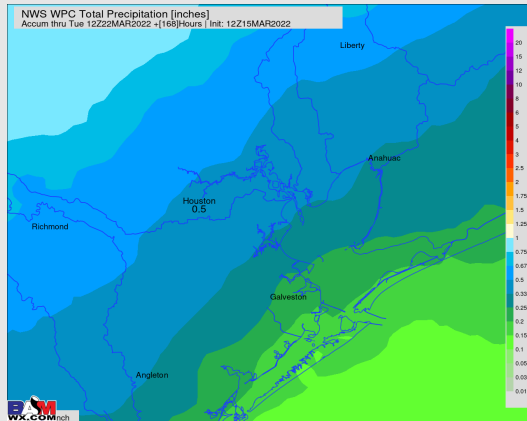 NWS WPC Total Precipitation [inches]
Accum thru Tue 12Z22MAR2022 +[168]Hours | Init: 12Z15MAR2022
Liberty
Anahuac
Houston
0.5
Richmond
Galveston
Angleton
20
15
10
8
6
5
4
3
2.5
2
1.75
1.5
1.25
1
0.75
0.67
0.5
0.33
0.25
0.2
0.15
0.1
0.05
0.03
0.01
BAM
WX.COM
nch